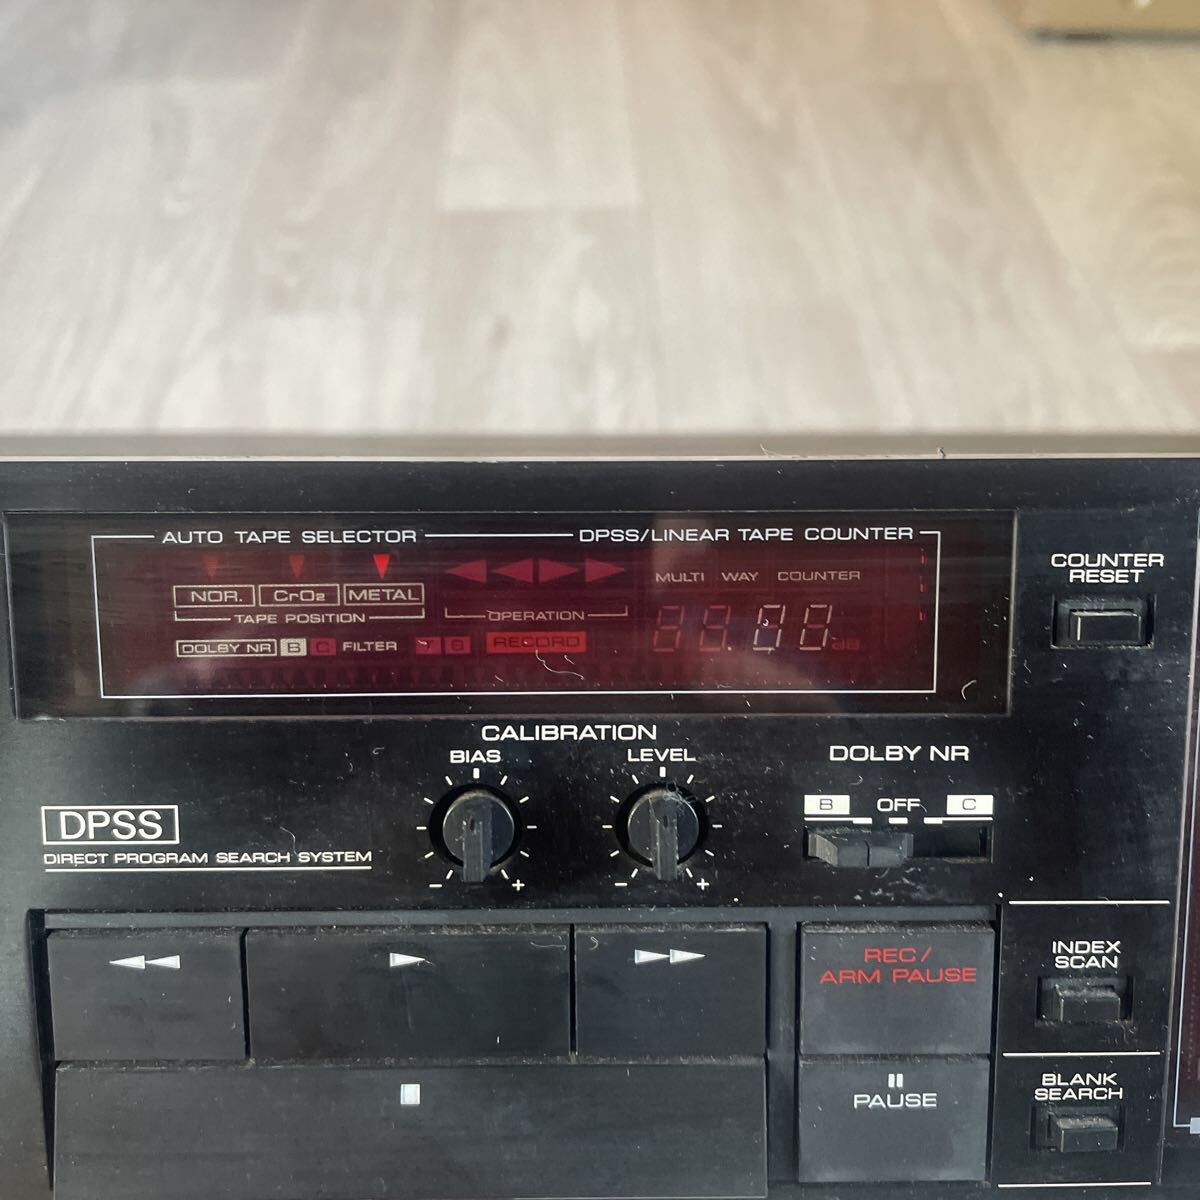 AUTO TAPE SELECTOR
DPSS/LINEAR TAPE COUNTER
COUNTER
RESET
MULTI WAY COUNTER
NOR. CrO2 METAL
TAPE POSITION
OPERATION
DOLBY NR B C FILTER
RECORD
dB
CALIBRATION
BIAS
LEVEL
DOLBY NR
B OFF C
DPSS
DIRECT PROGRAM SEARCH SYSTEM
- +
- +
REC/
ARM PAUSE
INDEX
SCAN
PAUSE
BLANK
SEARCH